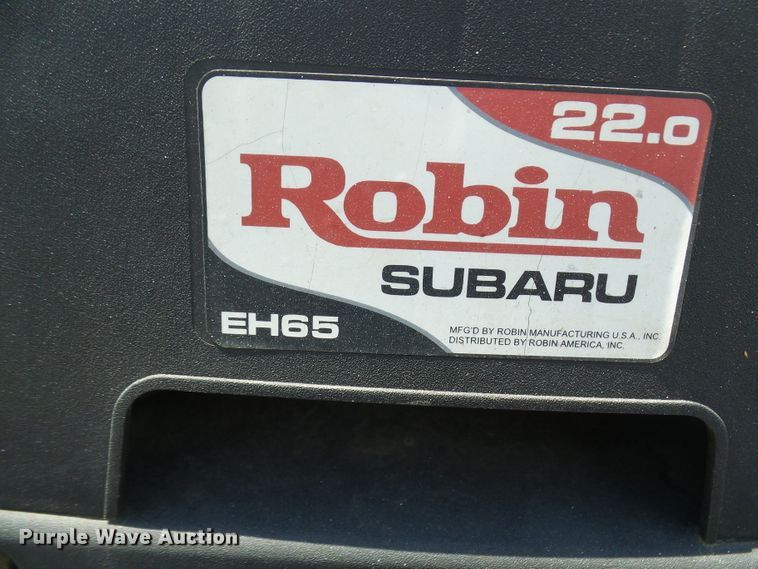 22.0
Robin
SUBARU
EH65
MFG'D BY ROBIN MANUFACTURING U.S.A., INC.
DISTRIBUTED BY ROBIN AMERICA, INC.
Purple Wave Auction